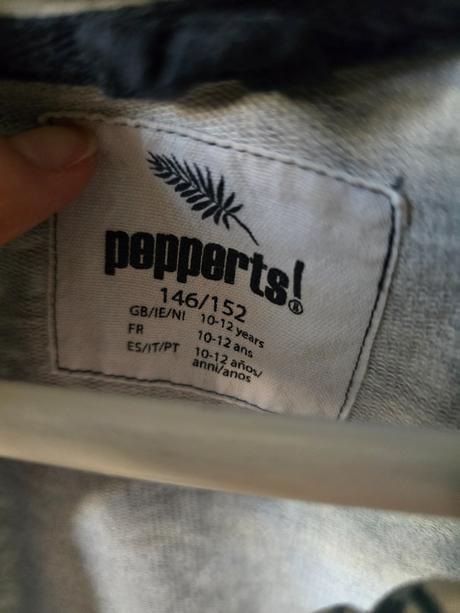 pepperts!®
146/152
GB/IE/NI 10-12 years
FR 10-12 ans
ES/IT/PT 10-12 años/
anni/anos